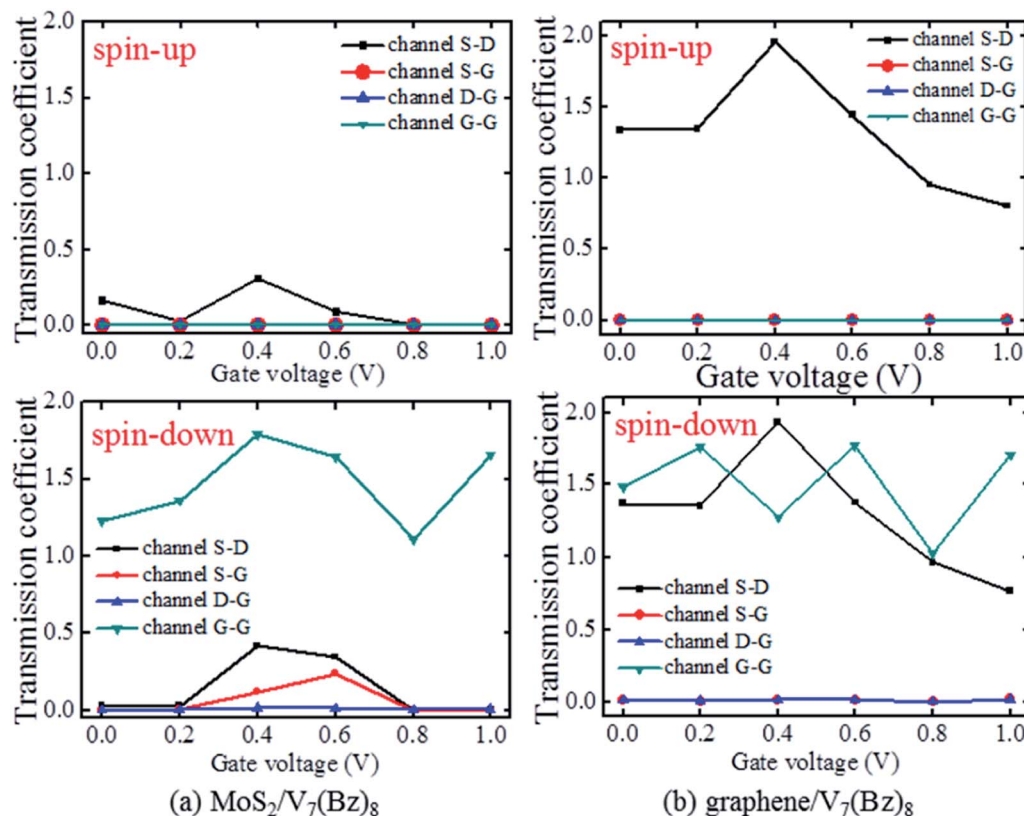 spin-up
channel S-D
channel S-G
channel D-G
channel G-G
Transmission coefficient
2.0
1.5
1.0
0.5
0.0
0.0 0.2 0.4 0.6 0.8 1.0
Gate voltage (V)
spin-up
channel S-D
channel S-G
channel D-G
channel G-G
Transmission coefficient
2.0
1.5
1.0
0.5
0.0
0.0 0.2 0.4 0.6 0.8 1.0
Gate voltage (V)
spin-down
channel S-D
channel S-G
channel D-G
channel G-G
Transmission coefficient
2.0
1.5
1.0
0.5
0.0
0.0 0.2 0.4 0.6 0.8 1.0
Gate voltage (V)
(a) MoS₂/V₇(Bz)₈
spin-down
channel S-D
channel S-G
channel D-G
channel G-G
Transmission coefficient
2.0
1.5
1.0
0.5
0.0
0.0 0.2 0.4 0.6 0.8 1.0
Gate voltage (V)
(b) graphene/V₇(Bz)₈